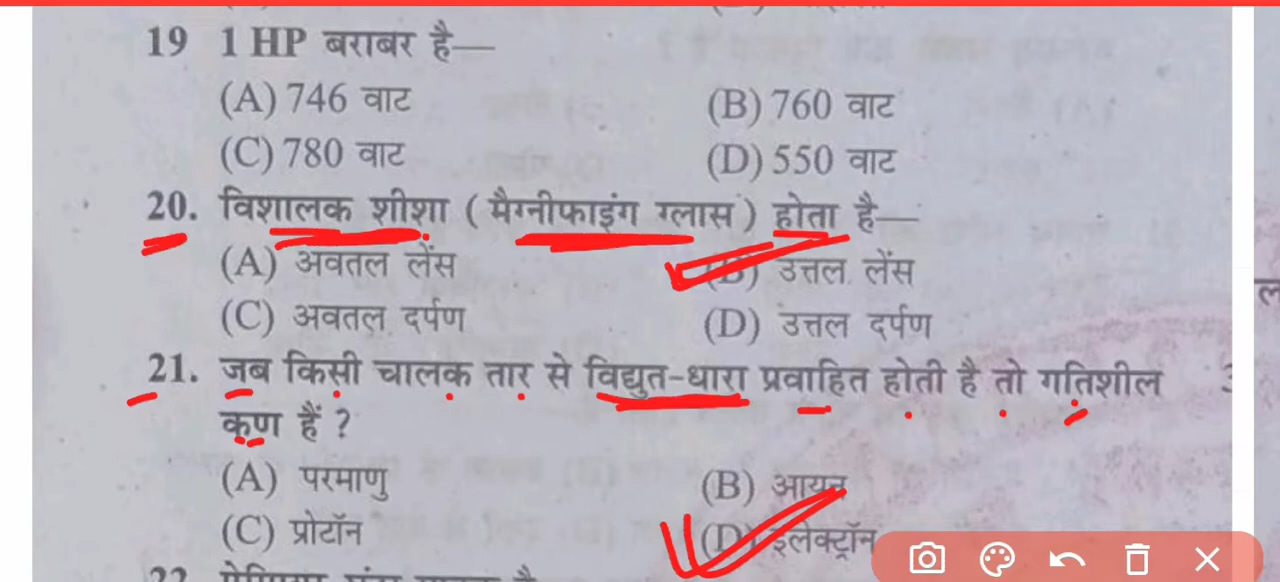 19 1 HP बराबर है—
(A) 746 वाट (B) 760 वाट
(C) 780 वाट (D) 550 वाट
20. विशालक शीशा ( मैग्नीफाइंग ग्लास ) होता है—
(A) अवतल लेंस (B) उत्तल लेंस
(C) अवतल दर्पण (D) उत्तल दर्पण
21. जब किसी चालक तार से विद्युत-धारा प्रवाहित होती है तो गतिशील
कण हैं ?
(A) परमाणु (B) आयन
(C) प्रोटॉन (D) इलेक्ट्रॉन
22